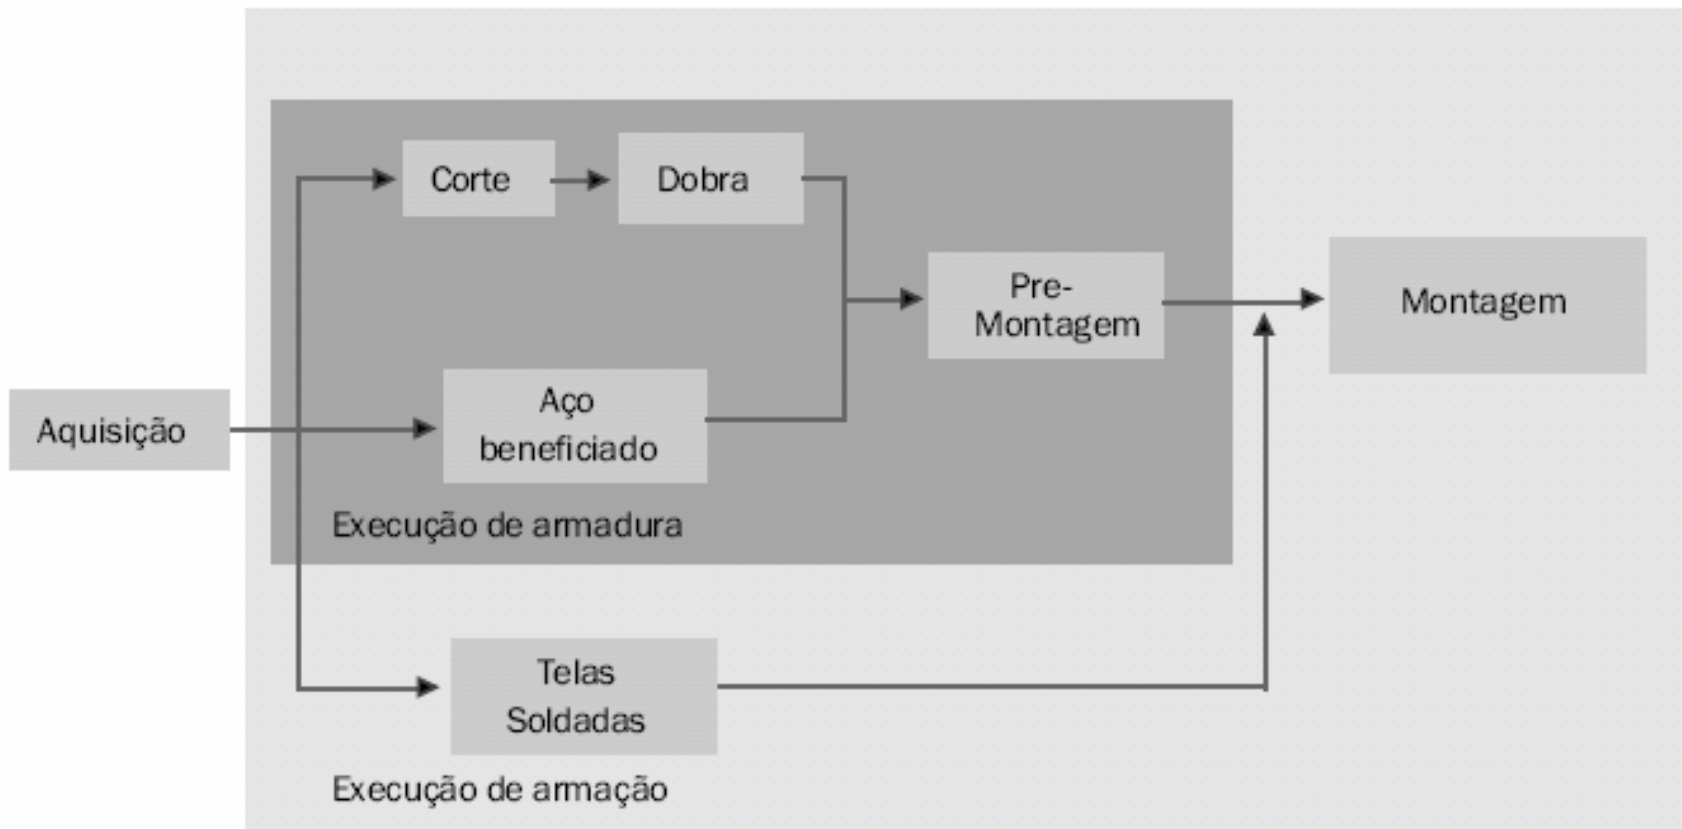 Corte
Dobra
Pre-
Montagem
Montagem
Aquisição
Aço
beneficiado
Execução de armadura
Telas
Soldadas
Execução de armação